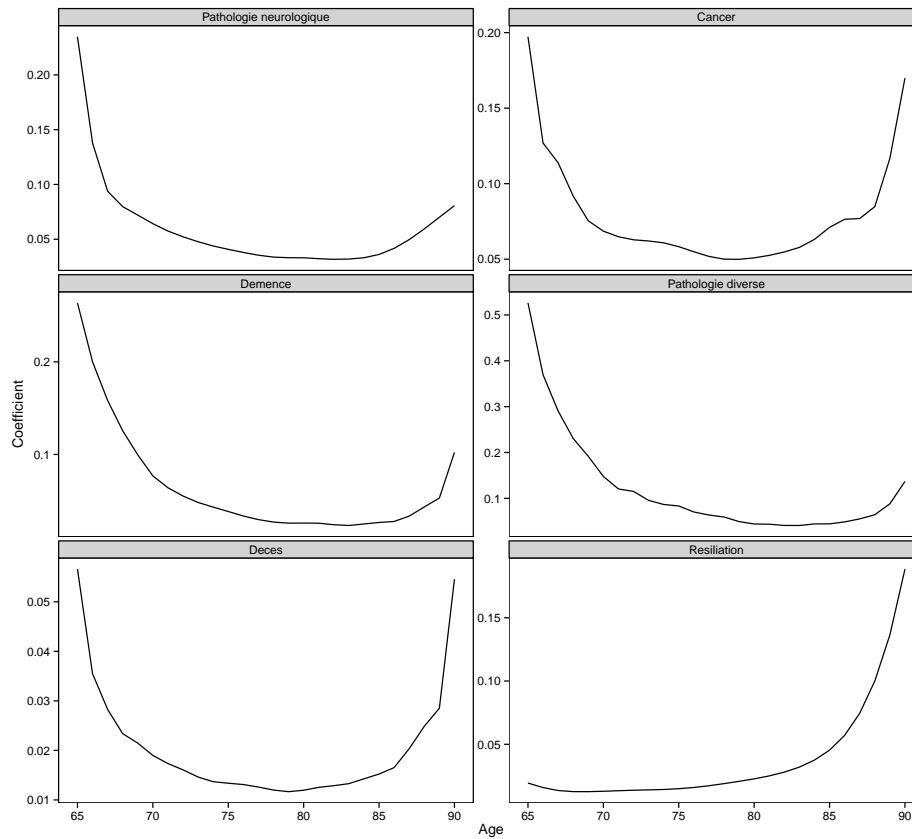 Pathologie neurologique
0.20
0.15
0.10
0.05
Cancer
0.20
0.15
0.10
0.05
Demence
0.2
0.1
Pathologie diverse
0.5
0.4
0.3
0.2
0.1
Deces
0.05
0.04
0.03
0.02
0.01
65 70 75 80 85 90
Resiliation
0.15
0.10
0.05
65 70 75 80 85 90
Coefficient
Age